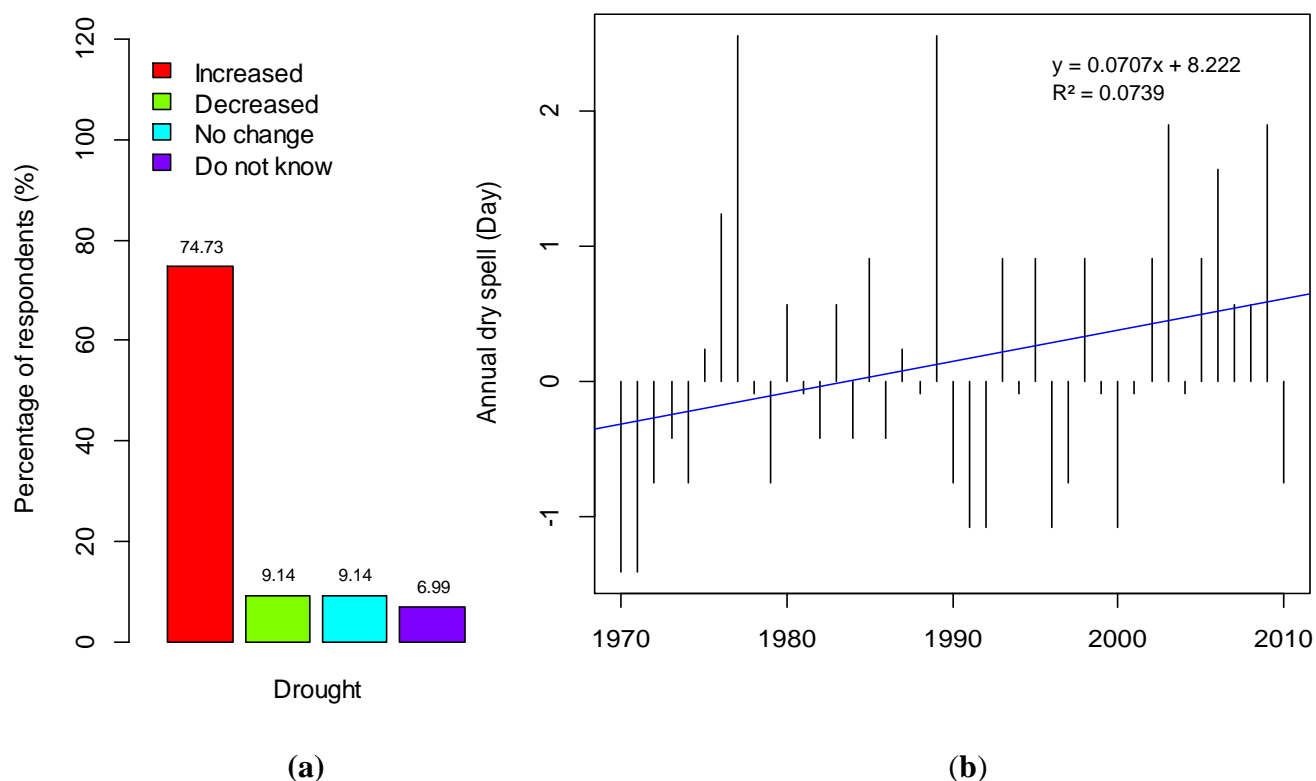 Percentage of respondents (%)
120
100
80
60
40
20
0
Increased
Decreased
No change
Do not know
74.73
9.14
9.14
6.99
Drought
(a)
Annual dry spell (Day)
2
1
0
-1
y = 0.0707x + 8.222
R² = 0.0739
1970
1980
1990
2000
2010
(b)